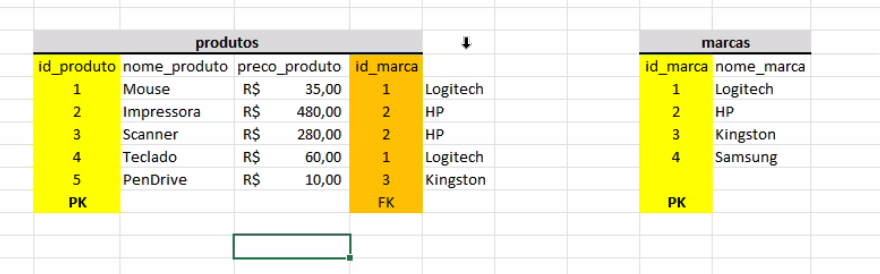 produtos marcas
id_produto nome_produto preco_produto id_marca id_marca nome_marca
1 Mouse R$ 35,00 1 Logitech 1 Logitech
2 Impressora R$ 480,00 2 HP 2 HP
3 Scanner R$ 280,00 2 HP 3 Kingston
4 Teclado R$ 60,00 1 Logitech 4 Samsung
5 PenDrive R$ 10,00 3 Kingston
PK FK PK